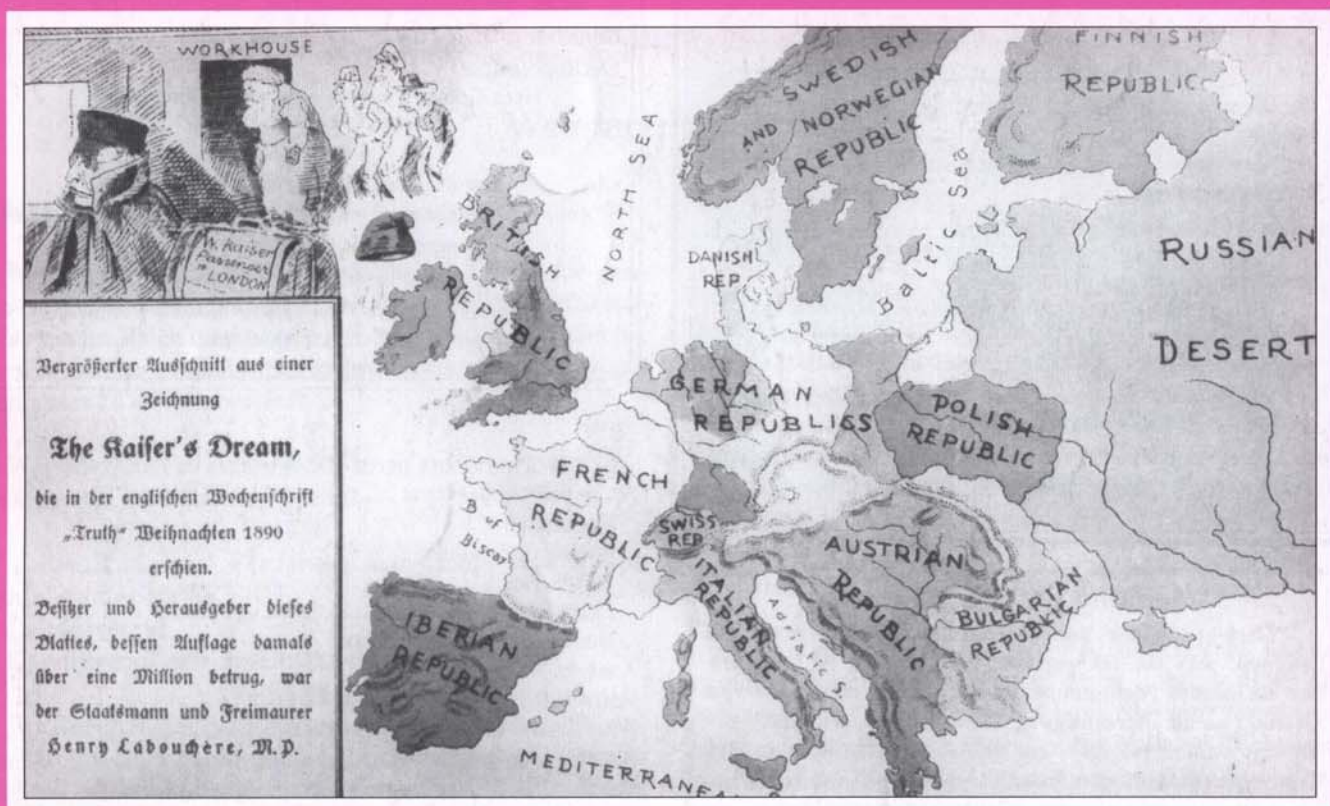 WORKHOUSE
Kaiser
Passenger
to
LONDON
Vergrößerter Ausschnitt aus einer
Zeichnung
The Kaiser's Dream,
die in der englischen Wochenschrift
„Truth“ Weihnachten 1890
erschien.
Besitzer und Herausgeber dieses
Blattes, dessen Auflage damals
über eine Million betrug, war
der Staatsmann und Freimaurer
Henry Labouchère, M.P.
SWEDISH
AND NORWEGIAN
REPUBLIC
FINNISH
REPUBLIC
NORTH SEA
Baltic Sea
BRITISH
REPUBLIC
DANISH
REP
RUSSIAN
DESERT
GERMAN
REPUBLICS
POLISH
REPUBLIC
FRENCH
REPUBLIC
B of
Biscay
SWISS
REP
AUSTRIAN
REPUBLIC
ITALIAN
REPUBLIC
Adriatic S.
BULGARIAN
REPUBLIC
IBERIAN
REPUBLIC
MEDITERRANEA